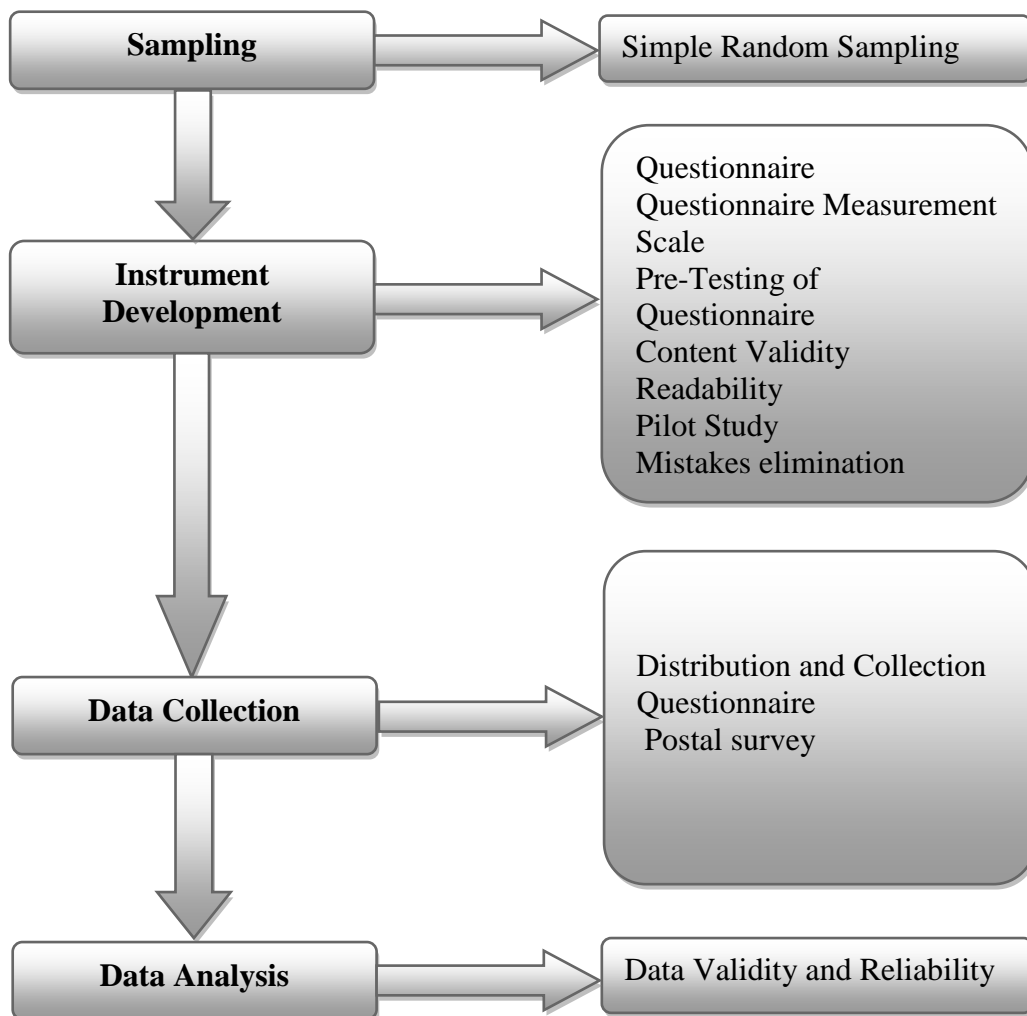 Sampling
Simple Random Sampling
Instrument
Development
Questionnaire
Questionnaire Measurement
Scale
Pre-Testing of
Questionnaire
Content Validity
Readability
Pilot Study
Mistakes elimination
Data Collection
Distribution and Collection
Questionnaire
Postal survey
Data Analysis
Data Validity and Reliability